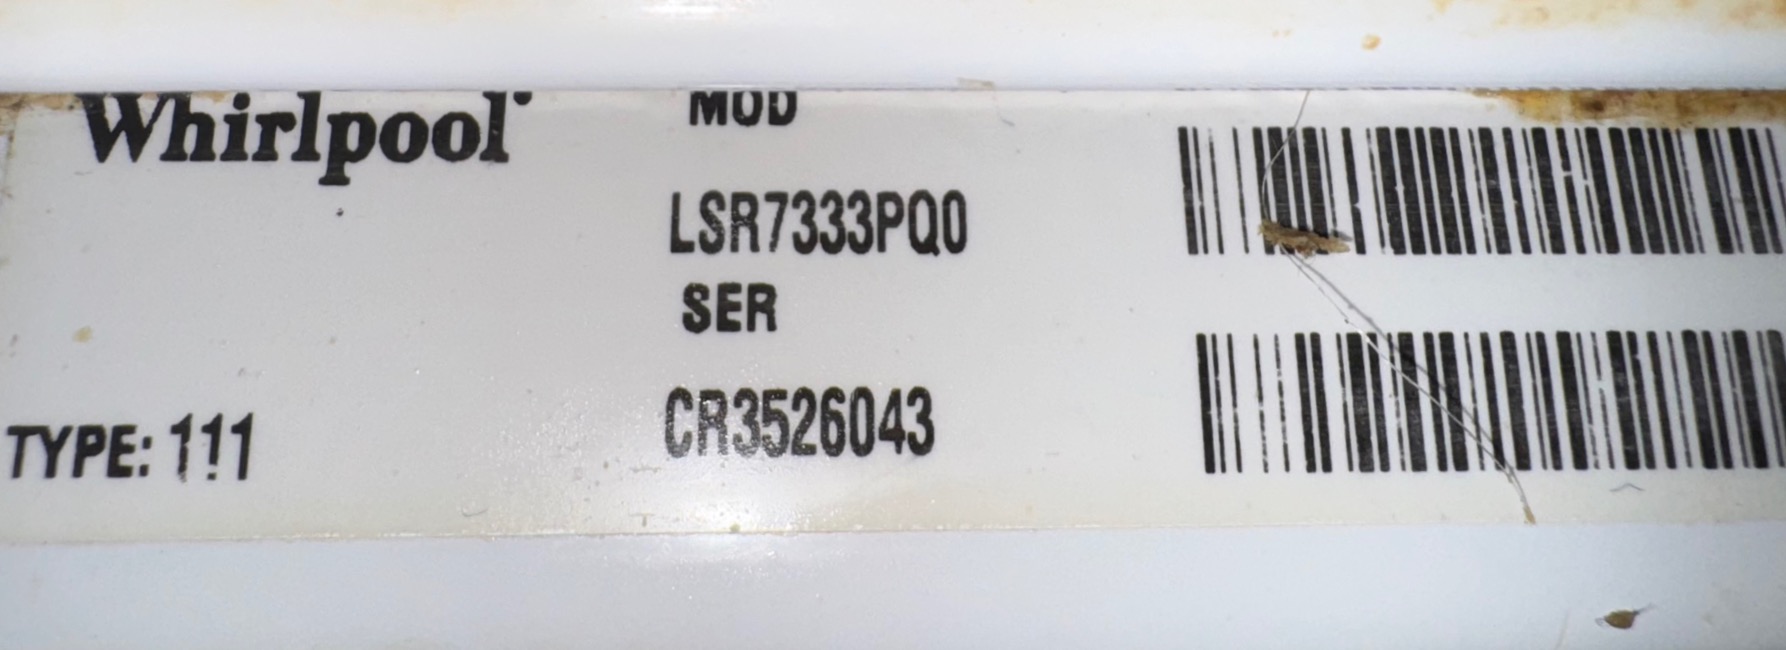 Whirlpool
MOD
LSR7333PQ0
SER
CR3526043
TYPE: 111